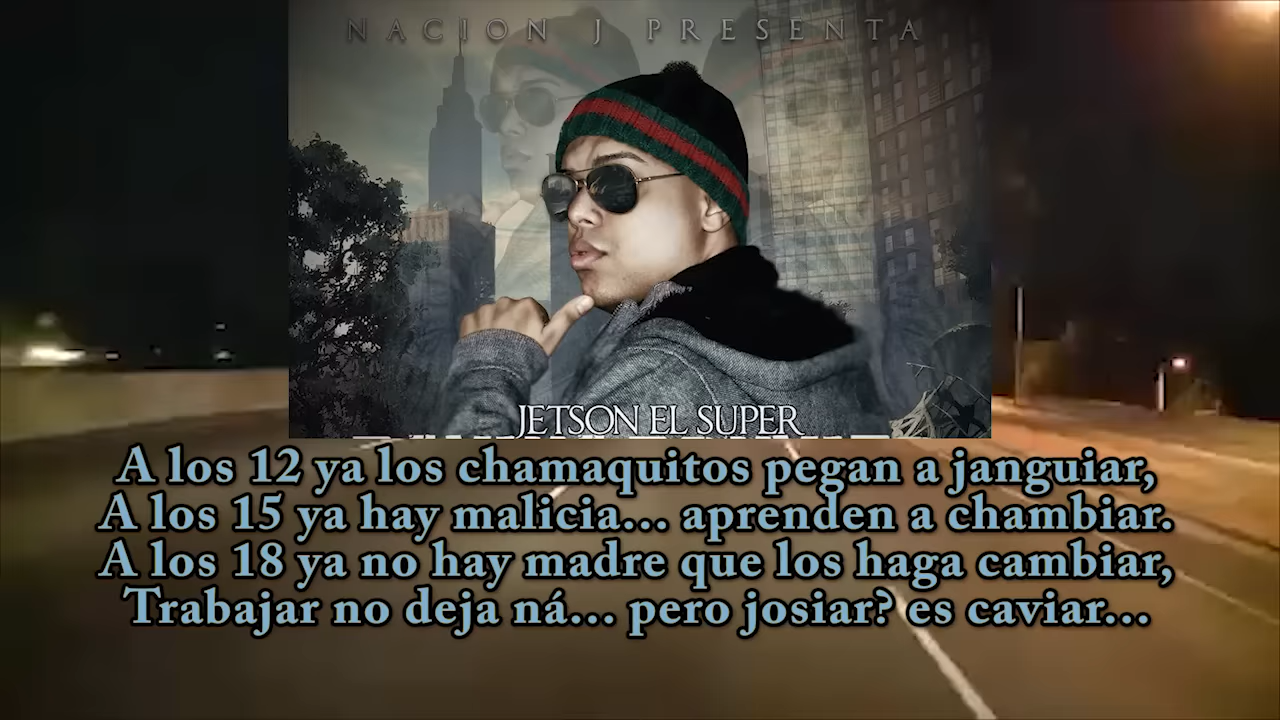 NACION J PRESENTA
JETSON EL SUPER
A los 12 ya los chamaquitos pegan a janguiar,
A los 15 ya hay malicia... aprenden a chambiar.
A los 18 ya no hay madre que los haga cambiar,
Trabajar no deja ná... pero josiar? es caviar...